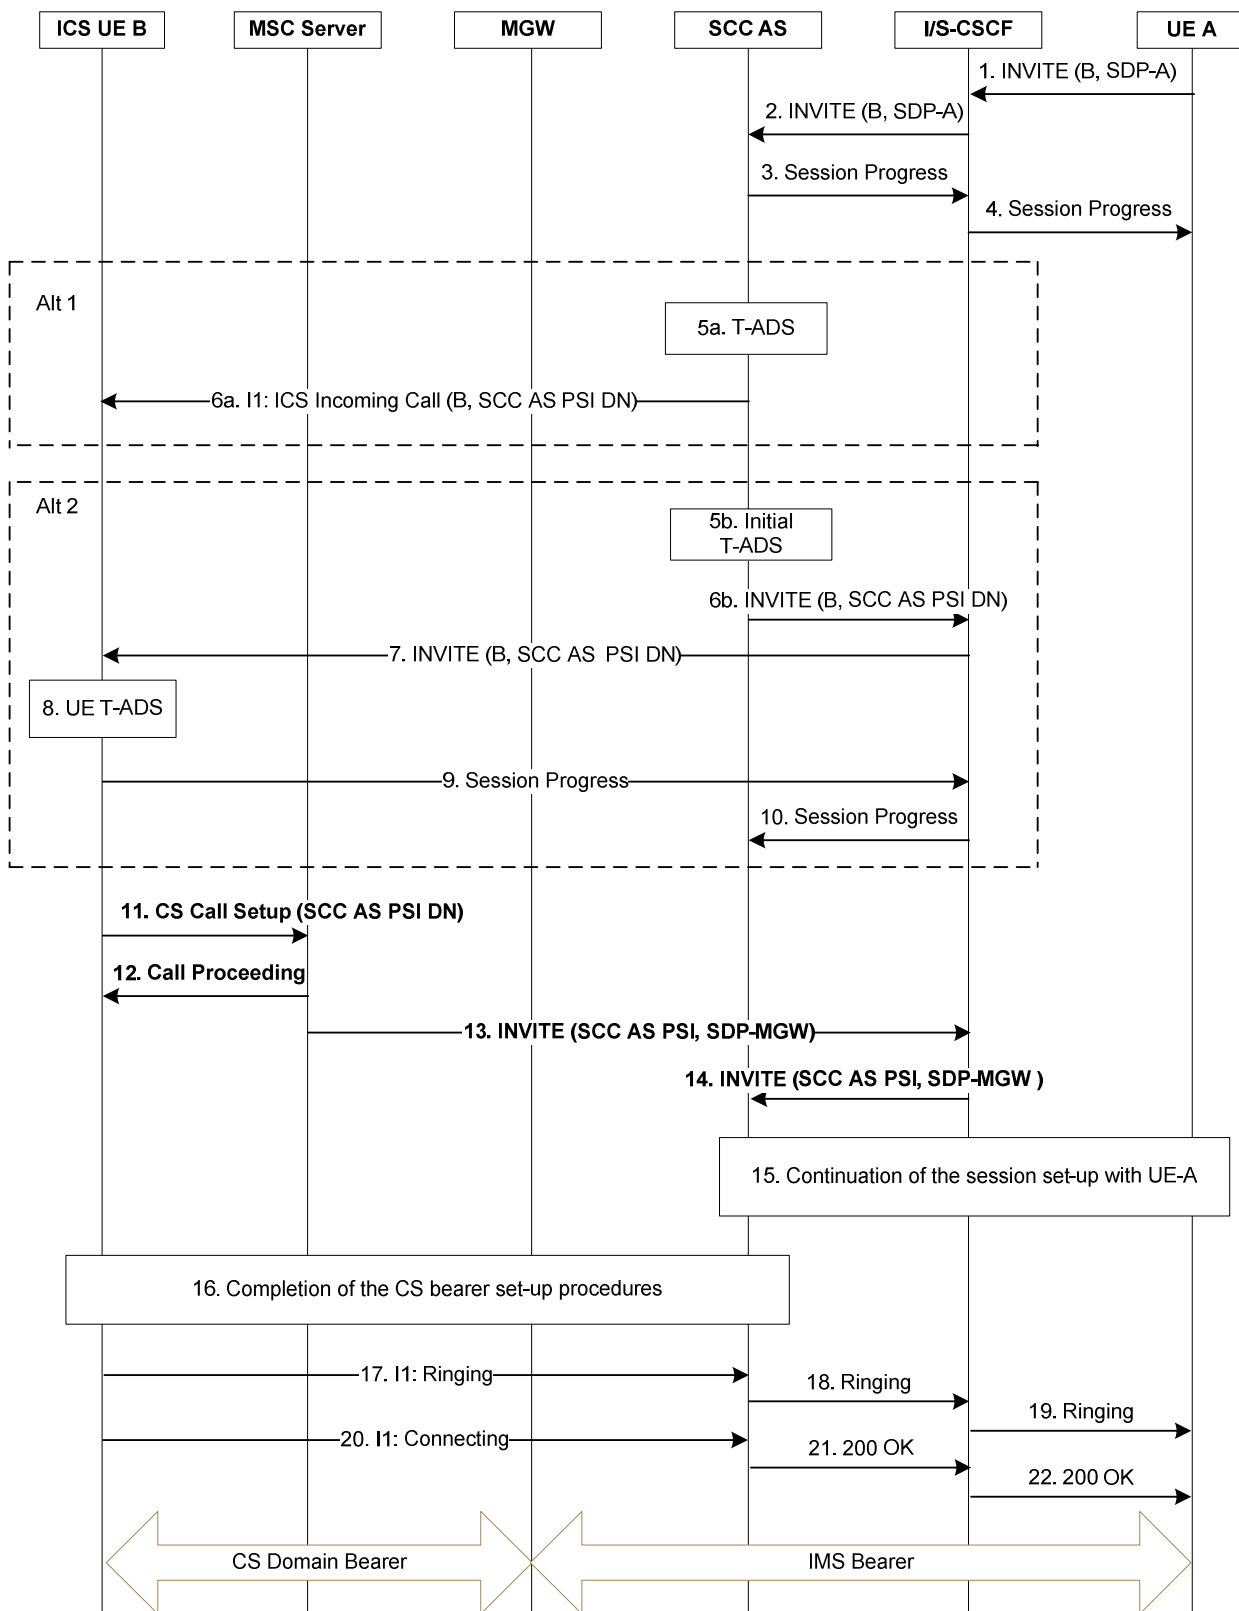 ICS UE B
MSC Server
MGW
SCC AS
I/S-CSCF
UE A
1. INVITE (B, SDP-A)
2. INVITE (B, SDP-A)
3. Session Progress
4. Session Progress
Alt 1
5a. T-ADS
6a. I1: ICS Incoming Call (B, SCC AS PSI DN)
Alt 2
5b. Initial
T-ADS
6b. INVITE (B, SCC AS PSI DN)
7. INVITE (B, SCC AS PSI DN)
8. UE T-ADS
9. Session Progress
10. Session Progress
11. CS Call Setup (SCC AS PSI DN)
12. Call Proceeding
13. INVITE (SCC AS PSI, SDP-MGW)
14. INVITE (SCC AS PSI, SDP-MGW )
15. Continuation of the session set-up with UE-A
16. Completion of the CS bearer set-up procedures
17. I1: Ringing
18. Ringing
19. Ringing
20. I1: Connecting
21. 200 OK
22. 200 OK
CS Domain Bearer
IMS Bearer